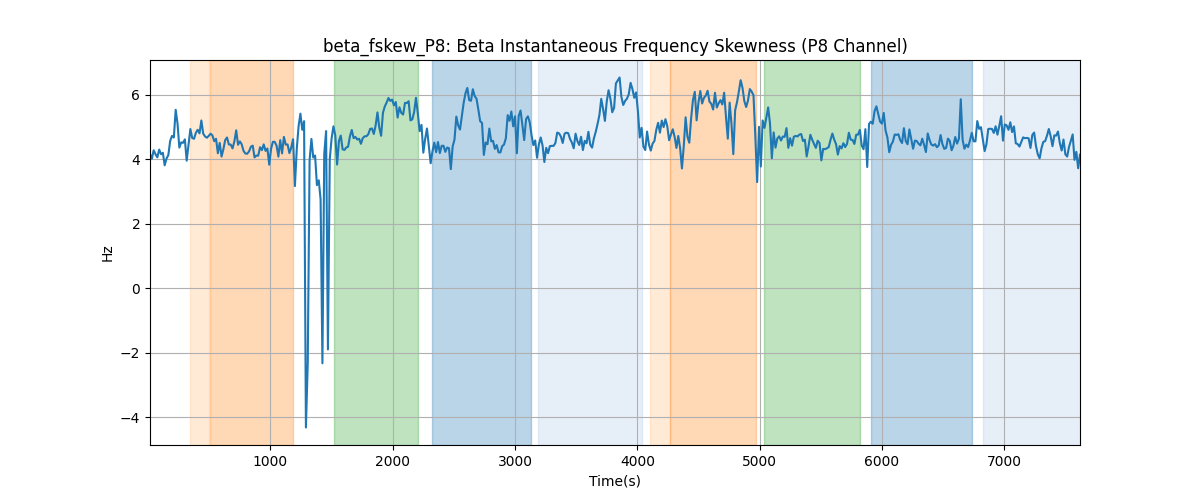 beta_fskew_P8: Beta Instantaneous Frequency Skewness (P8 Channel)
6
4
2
0
−2
−4
Hz
1000 2000 3000 4000 5000 6000 7000
Time(s)